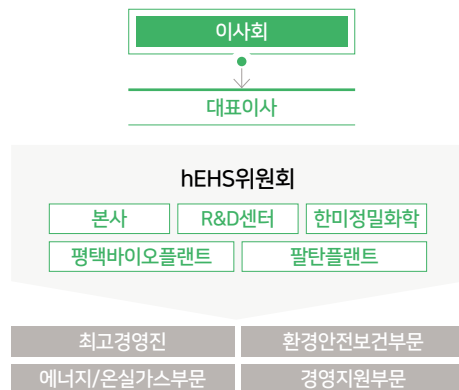 이사회
대표이사
hEHS위원회
본사 R&D센터 한미정밀화학
평택바이오플랜트 팔탄플랜트
최고경영진 환경안전보건부문
에너지/온실가스부문 경영지원부문